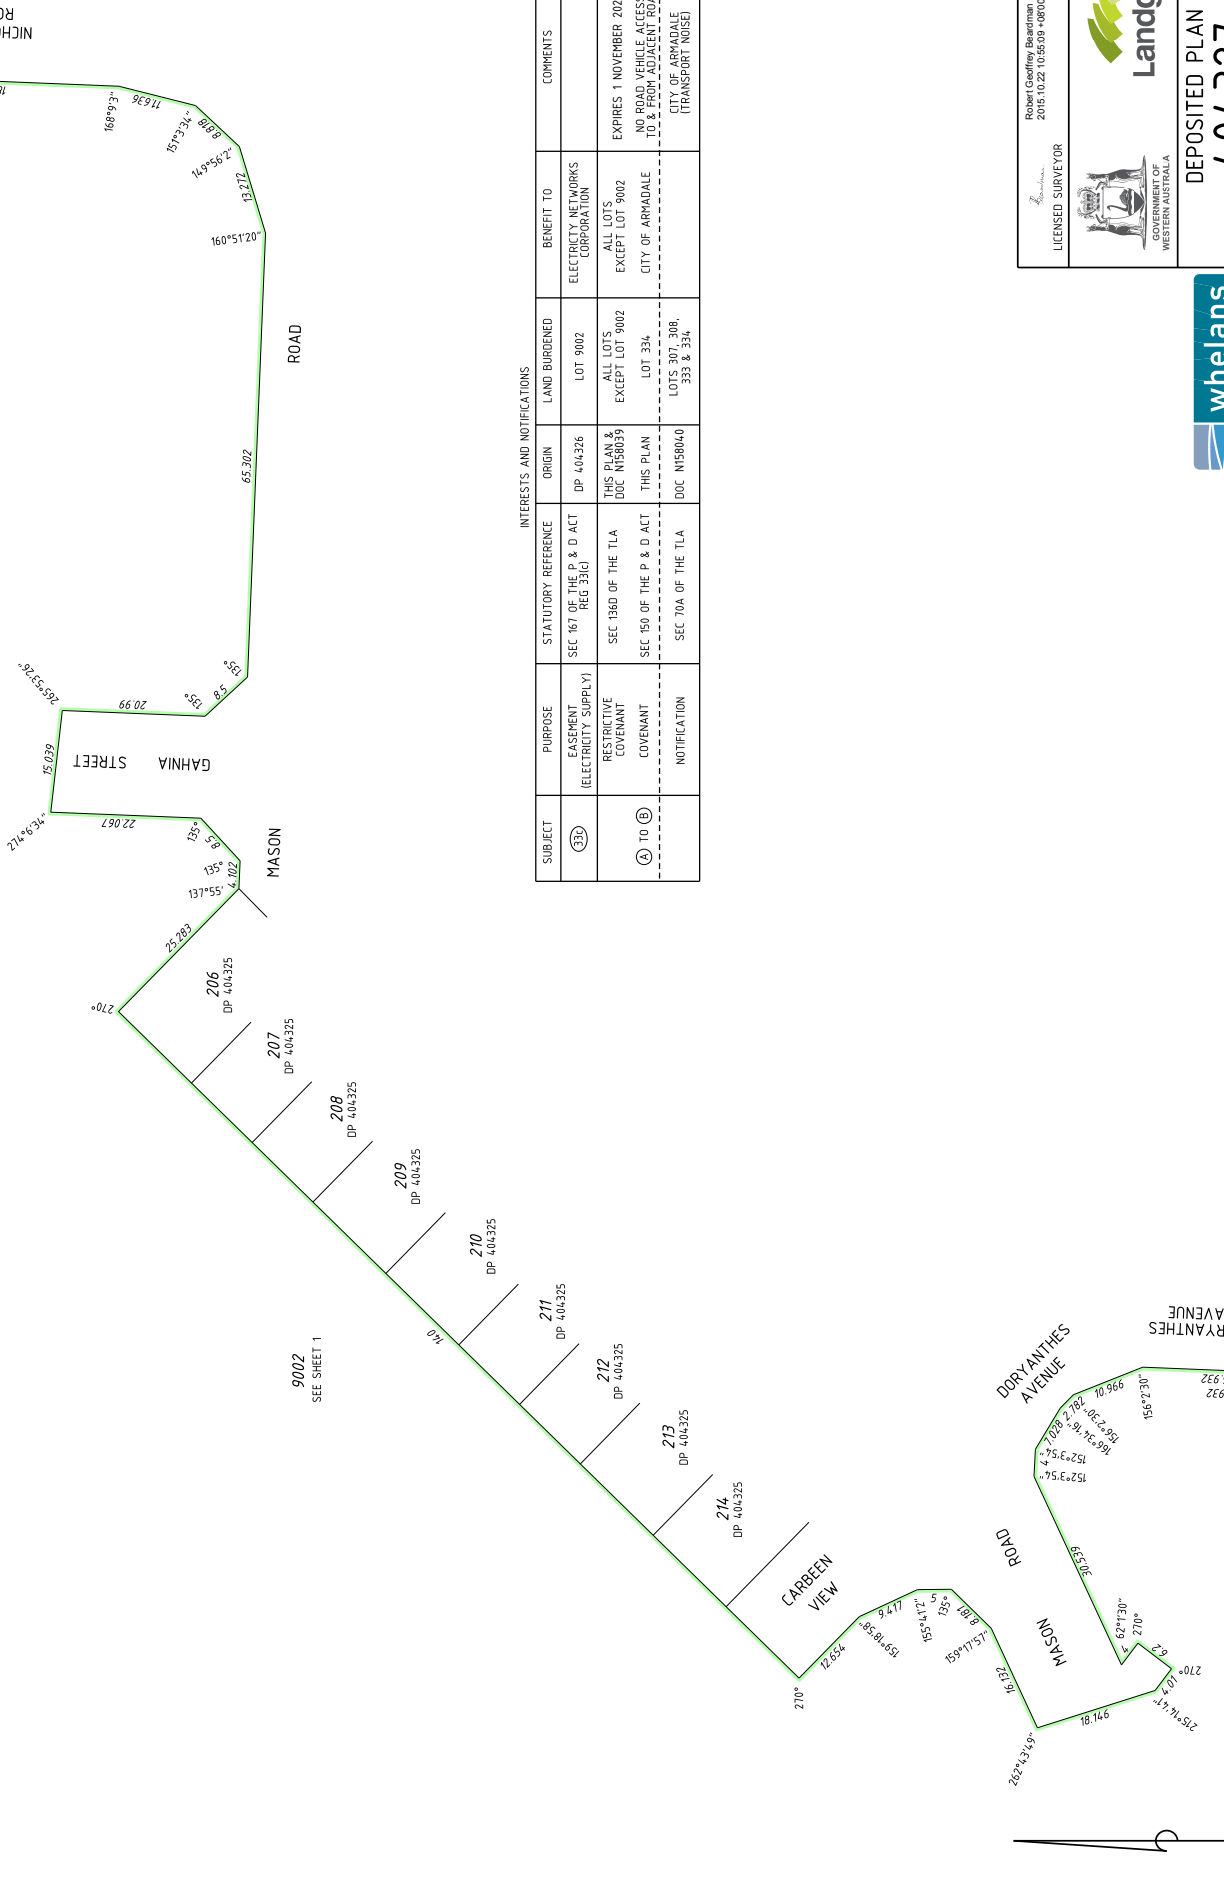 INTERESTS AND NOTIFICATIONS
SUBJECT PURPOSE STATUTORY REFERENCE ORIGIN LAND BURDENED BENEFIT TO COMMENTS
33c EASEMENT (ELECTRICITY SUPPLY) SEC 167 OF THE P & D ACT REG 33(c) DP 404326 LOT 9002 ELECTRICTY NETWORKS CORPORATION
RESTRICTIVE COVENANT SEC 136D OF THE TLA THIS PLAN & DOC N158039 ALL LOTS EXCEPT LOT 9002 ALL LOTS EXCEPT LOT 9002 EXPIRES 1 NOVEMBER 202
A TO B COVENANT SEC 150 OF THE P & D ACT THIS PLAN LOT 334 CITY OF ARMADALE NO ROAD VEHICLE ACCESS TO & FROM ADJACENT ROA
NOTIFICATION SEC 70A OF THE TLA DOC N158040 LOTS 307, 308, 333 & 334 CITY OF ARMADALE (TRANSPORT NOISE)
Robert Geoffrey Beardman
2015.10.22 10:55:09 +08'00
LICENSED SURVEYOR
GOVERNMENT OF
WESTERN AUSTRALIA
Landg
DEPOSITED PLAN
whelans
NICHO
RO
168°9'3"
11.636
151°3'34"
8.818
149°56'2"
13.272
160°51'20"
ROAD
65.302
135°
8.5
135°
20.99
265°53'26"
15.039
GAHNIA
STREET
274°6'34"
22.067
135°
8.5
135°
4.102
137°55'
MASON
25.283
270°
206
DP 404325
207
DP 404325
208
DP 404325
209
DP 404325
210
DP 404325
211
DP 404325
212
DP 404325
213
DP 404325
214
DP 404325
140
9002
SEE SHEET 1
CARBEEN
VIEW
270°
12.654
159°18'58"
9.417
155°41'2"
5
135°
8.181
159°17'57"
16.132
262°43'49"
18.146
215°14'41"
4.01
270°
6.2
270°
4
62°1'30"
MASON
ROAD
30.539
152°3'54"
4
152°3'54"
7.028
166°34'16"
2.782
156°2'30"
10.966
156°2'30"
DORYANTHES
AVENUE
RYANTHES
AVENUE
.932
932